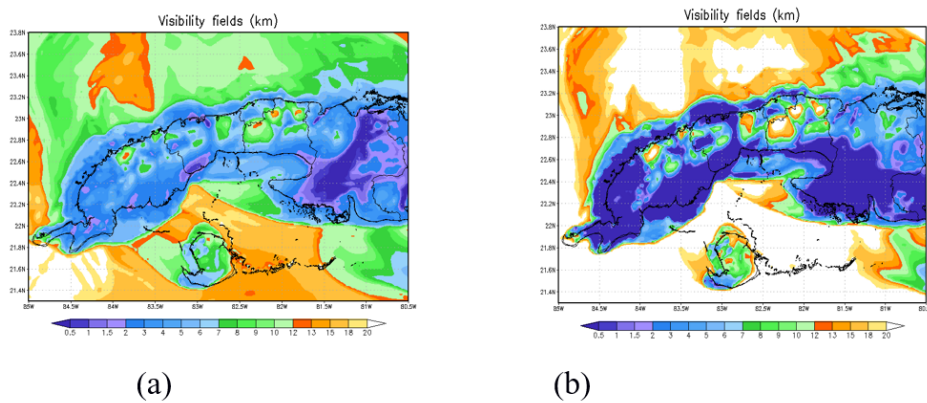 Visibility fields (km)
23.8N
23.6N
23.4N
23.2N
23N
22.8N
22.6N
22.4N
22.2N
22N
21.8N
21.6N
21.4N
85W 84.5W 84W 83.5W 83W 82.5W 82W 81.5W 81W 80.5W
0.5 1 1.5 2 3 4 5 6 7 8 9 10 12 13 15 18 20
(a)
Visibility fields (km)
23.8N
23.6N
23.4N
23.2N
23N
22.8N
22.6N
22.4N
22.2N
22N
21.8N
21.6N
21.4N
85W 84.5W 84W 83.5W 83W 82.5W 82W 81.5W 81W 80.5W
0.5 1 1.5 2 3 4 5 6 7 8 9 10 12 13 15 18 20
(b)